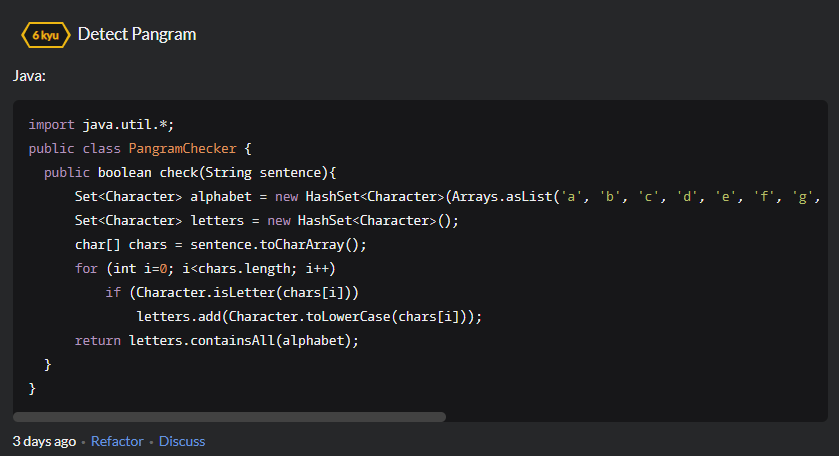 6 kyu Detect Pangram
Java:
import java.util.*;
public class PangramChecker {
  public boolean check(String sentence){
      Set<Character> alphabet = new HashSet<Character>(Arrays.asList('a', 'b', 'c', 'd', 'e', 'f', 'g',
      Set<Character> letters = new HashSet<Character>();
      char[] chars = sentence.toCharArray();
      for (int i=0; i<chars.length; i++)
          if (Character.isLetter(chars[i]))
              letters.add(Character.toLowerCase(chars[i]));
      return letters.containsAll(alphabet);
  }
}
3 days ago • Refactor • Discuss